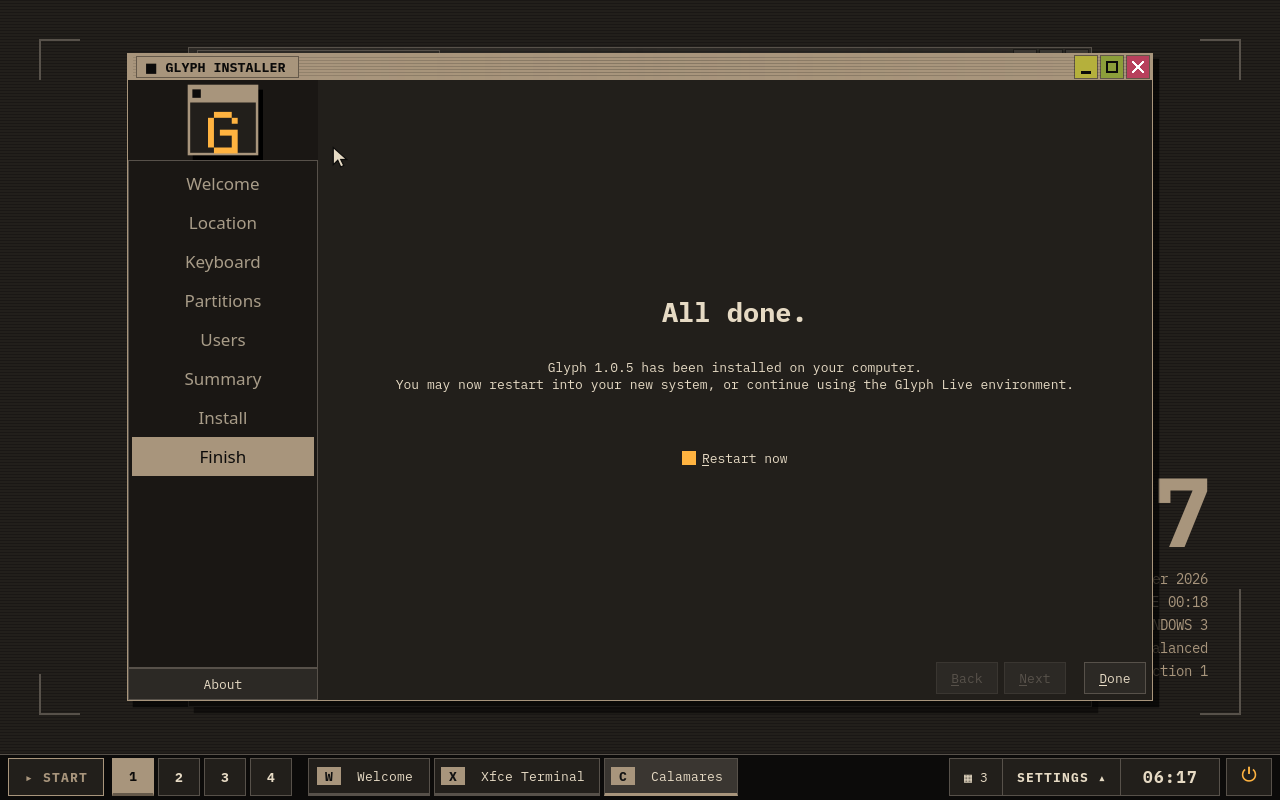 GLYPH INSTALLER
G
Welcome
Location
Keyboard
Partitions
Users
Summary
Install
Finish
About
All done.
Glyph 1.0.5 has been installed on your computer.
You may now restart into your new system, or continue using the Glyph Live environment.
Restart now
Back
Next
Done
7
er 2026
00:18
NDOWS 3
alanced
ction 1
▸ START
1
2
3
4
W Welcome
X Xfce Terminal
C Calamares
▦ 3
SETTINGS ▴
06:17